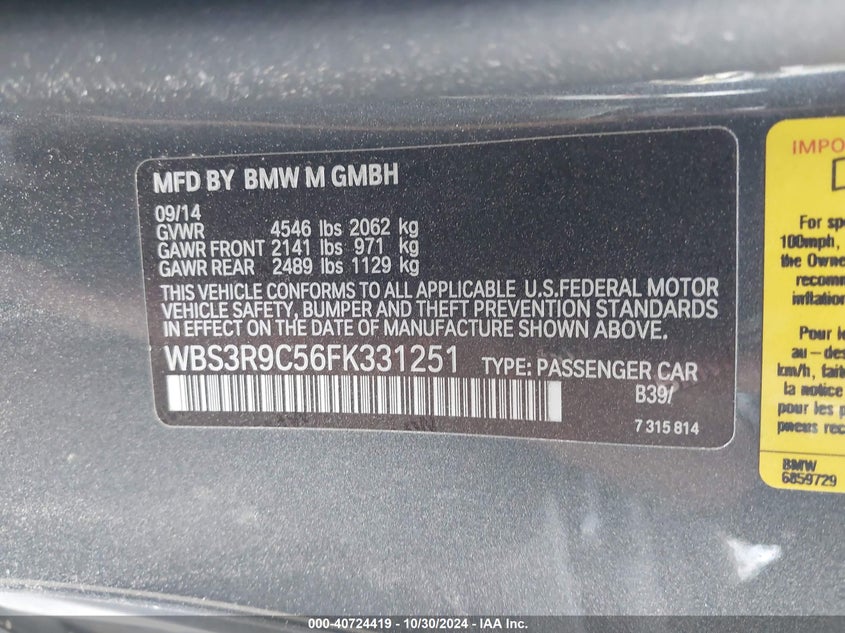 MFD BY BMW M GMBH
09/14
GVWR 4546 lbs 2062 kg
GAWR FRONT 2141 lbs 971 kg
GAWR REAR 2489 lbs 1129 kg
THIS VEHICLE CONFORMS TO ALL APPLICABLE U.S.FEDERAL MOTOR
VEHICLE SAFETY, BUMPER AND THEFT PREVENTION STANDARDS
IN EFFECT ON THE DATE OF MANUFACTURE SHOWN ABOVE.
WBS3R9C56FK331251 TYPE: PASSENGER CAR
B39/
7 315 814
IMPO
For spe
100mph,
the Owne
recomm
inflation
Pour le
au-des
km/h, faite
la notice
pour les p
pneus rec
BMW
6859729
000-40724419 - 10/30/2024 - IAA Inc.